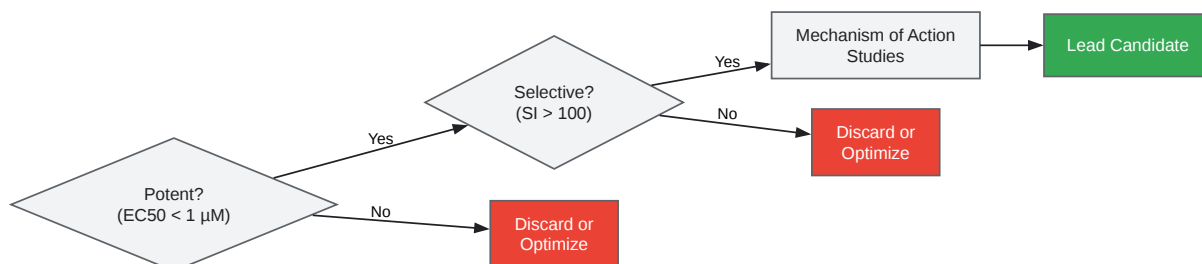 Potent?
(EC50 < 1 µM)
Yes
No
Discard or
Optimize
Selective?
(SI > 100)
Yes
No
Discard or
Optimize
Mechanism of Action
Studies
Lead Candidate